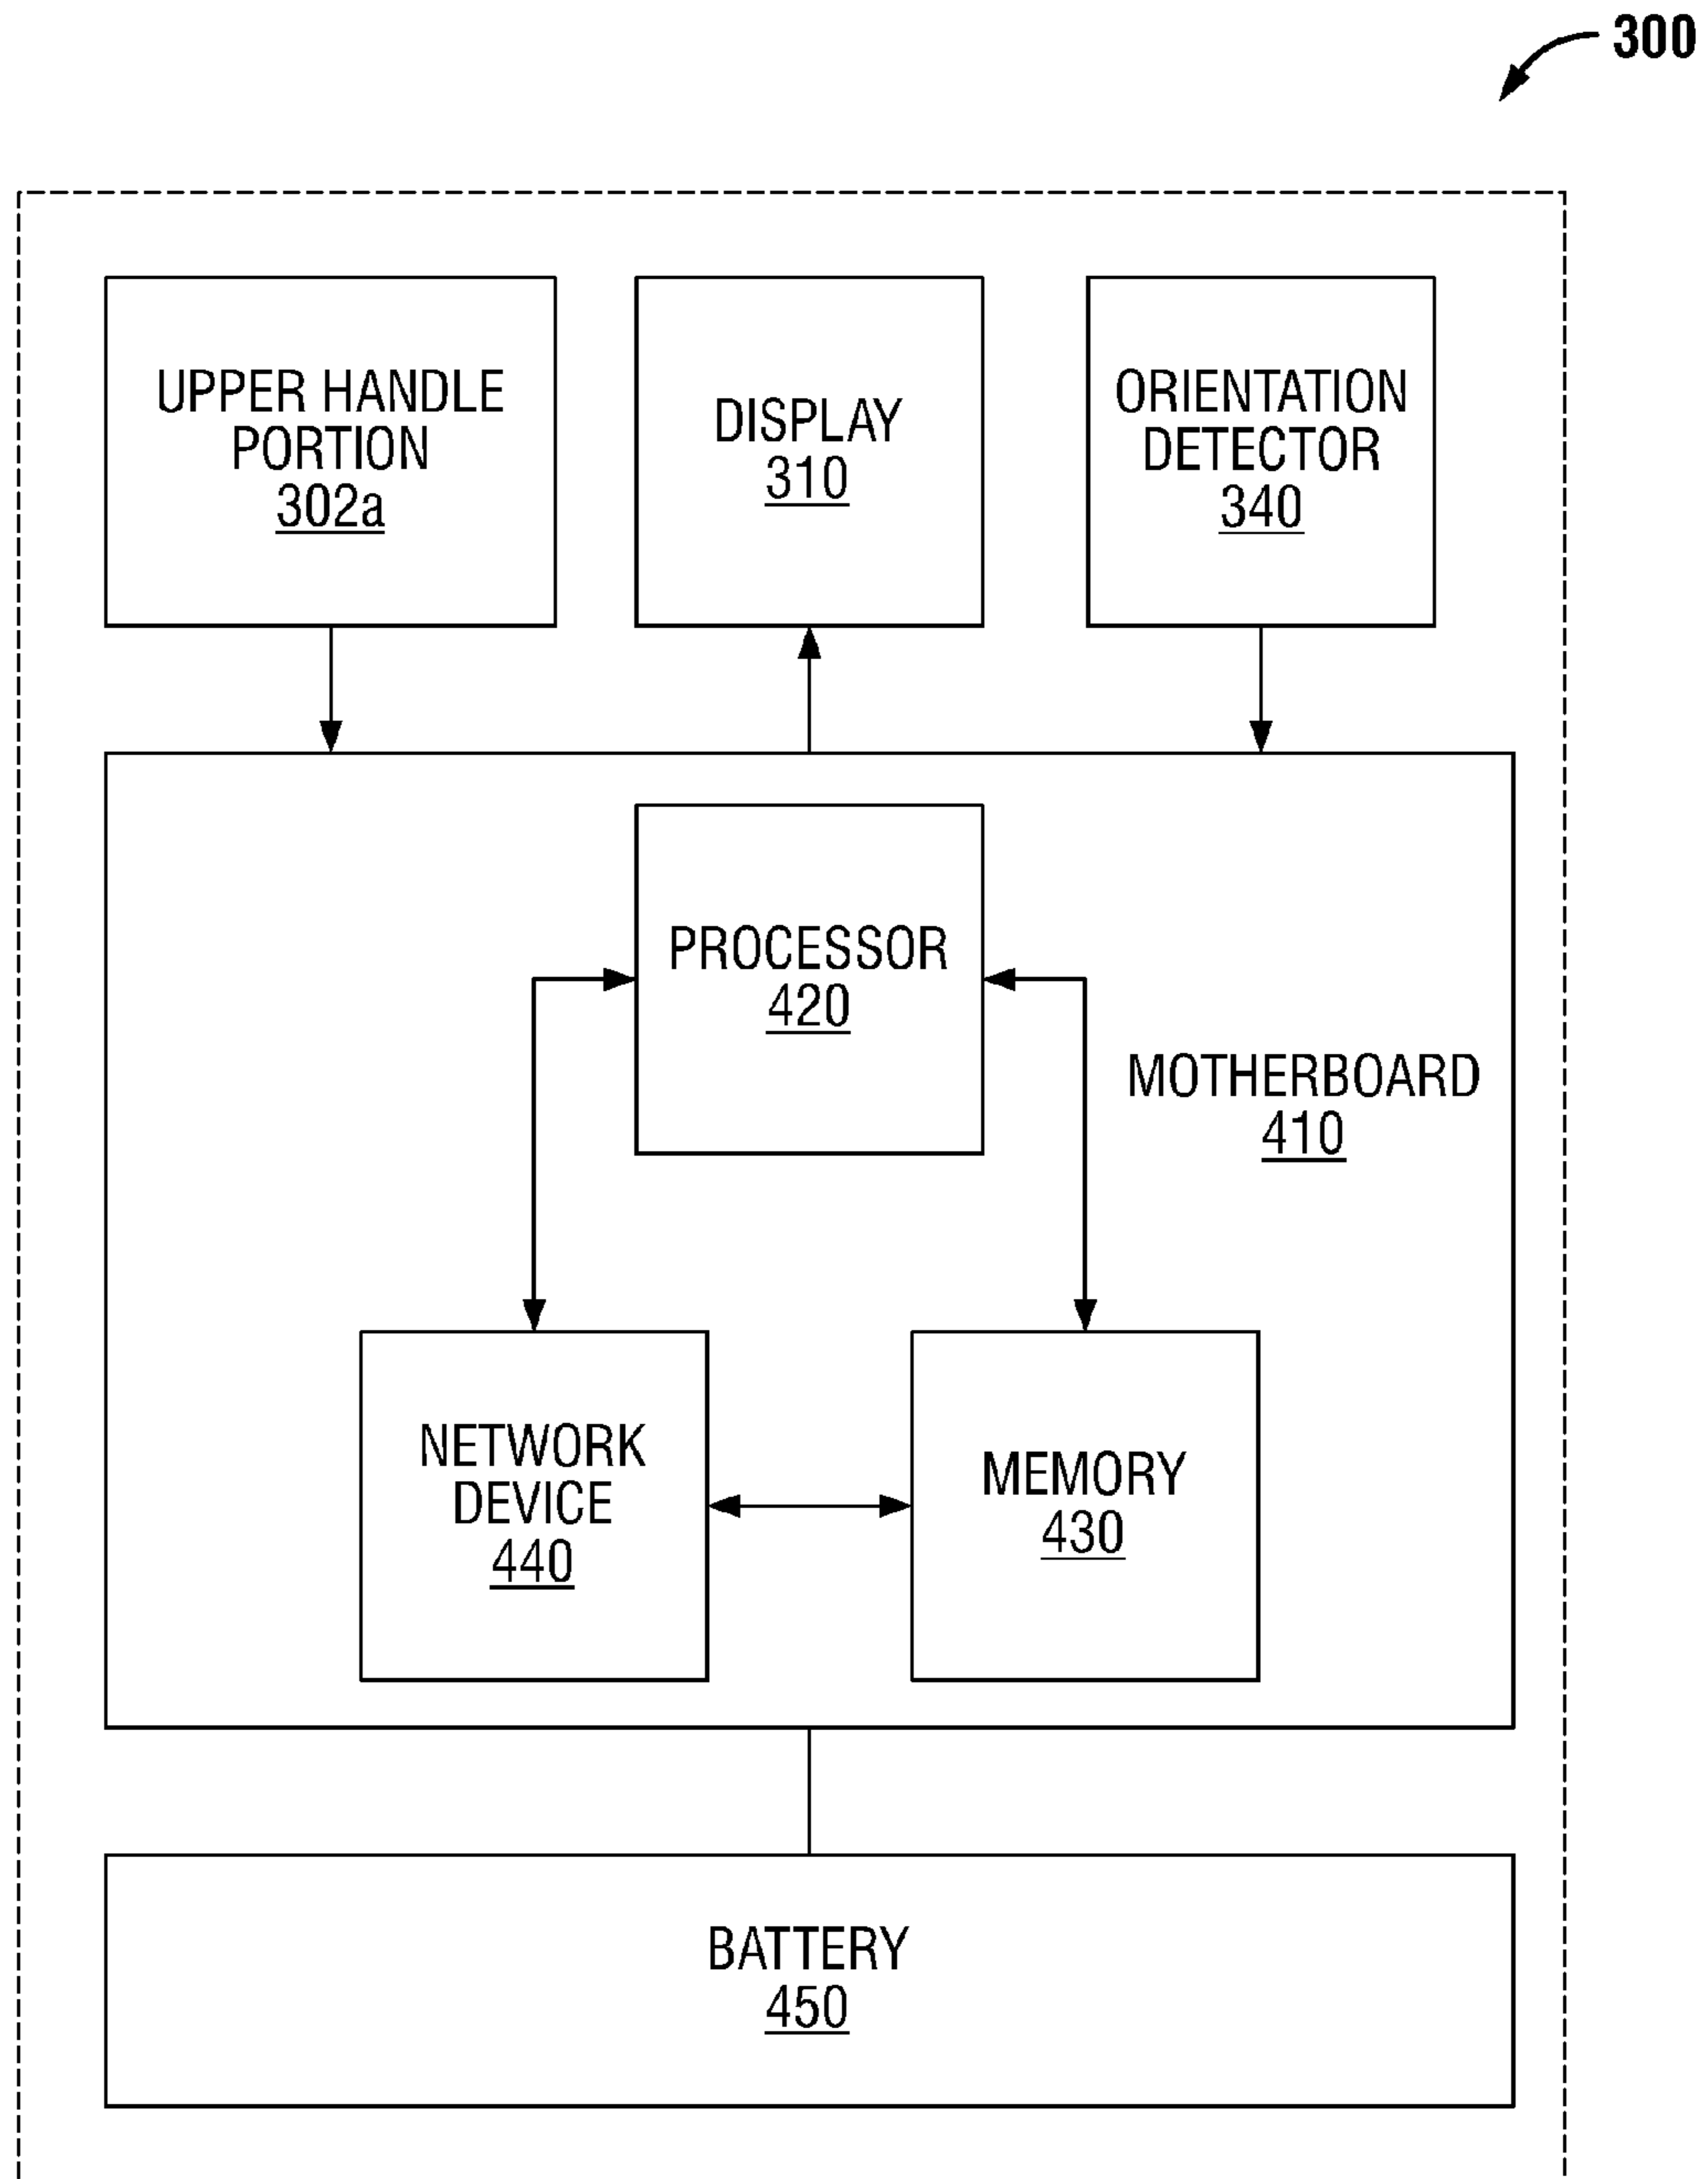 300
UPPER HANDLE
PORTION
302a
DISPLAY
310
ORIENTATION
DETECTOR
340
PROCESSOR
420
MOTHERBOARD
410
NETWORK
DEVICE
440
MEMORY
430
BATTERY
450